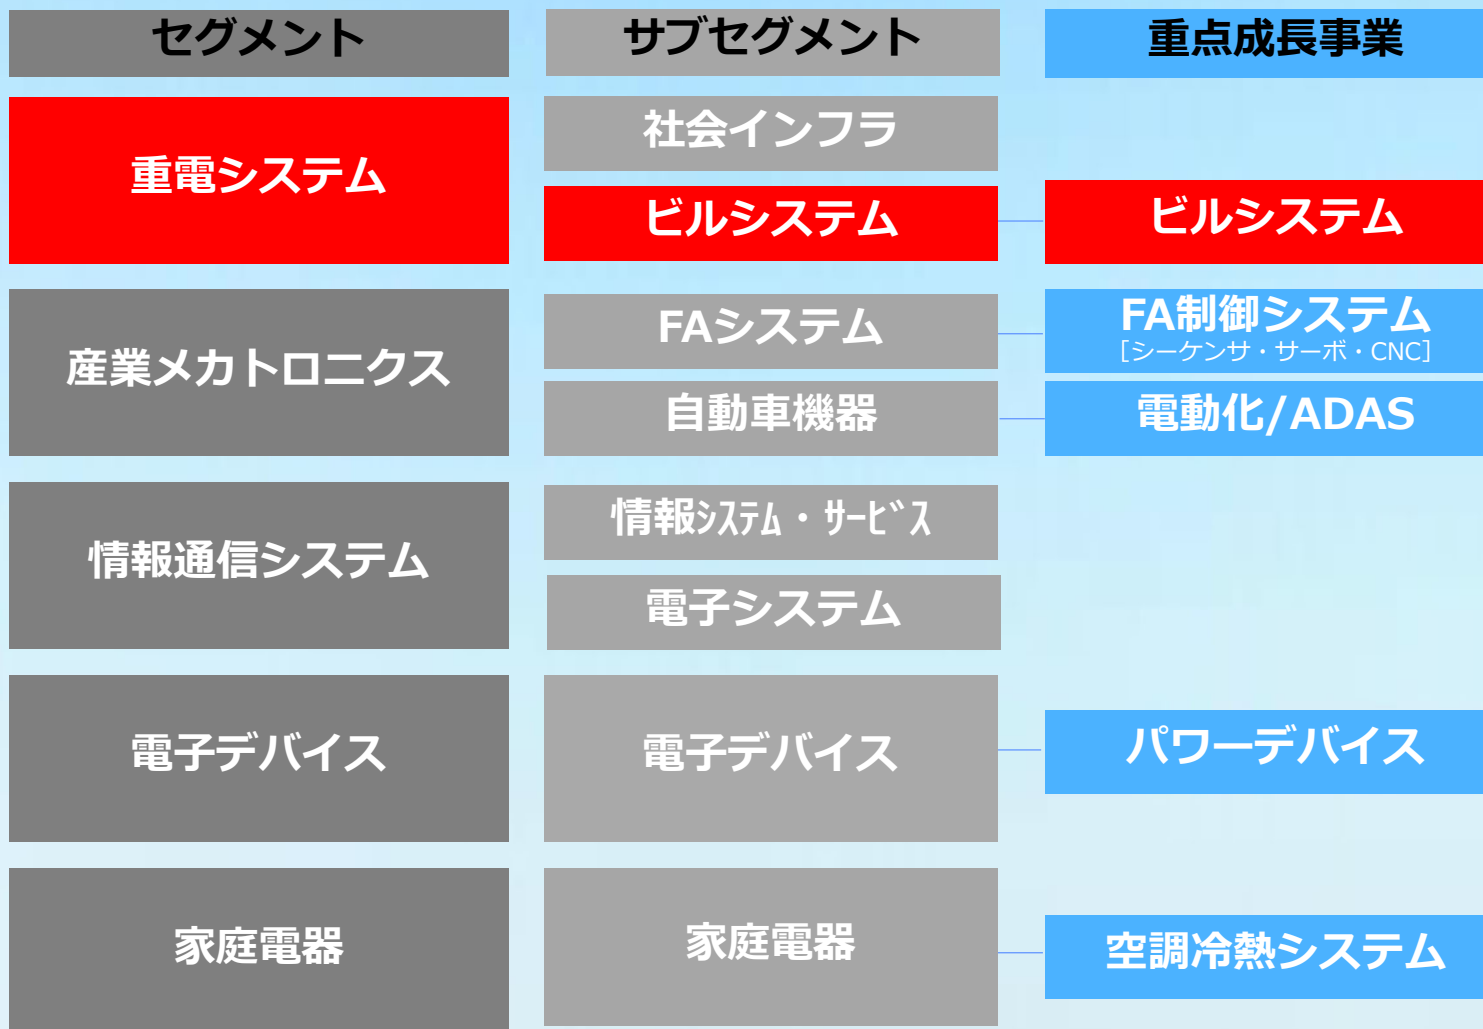 セグメント
サブセグメント
重点成長事業
重電システム
社会インフラ
ビルシステム
ビルシステム
産業メカトロニクス
FAシステム
FA制御システム
［シーケンサ・サーボ・CNC］
自動車機器
電動化/ADAS
情報通信システム
情報ｼｽﾃﾑ・ｻｰﾋﾞｽ
電子システム
電子デバイス
電子デバイス
パワーデバイス
家庭電器
家庭電器
空調冷熱システム